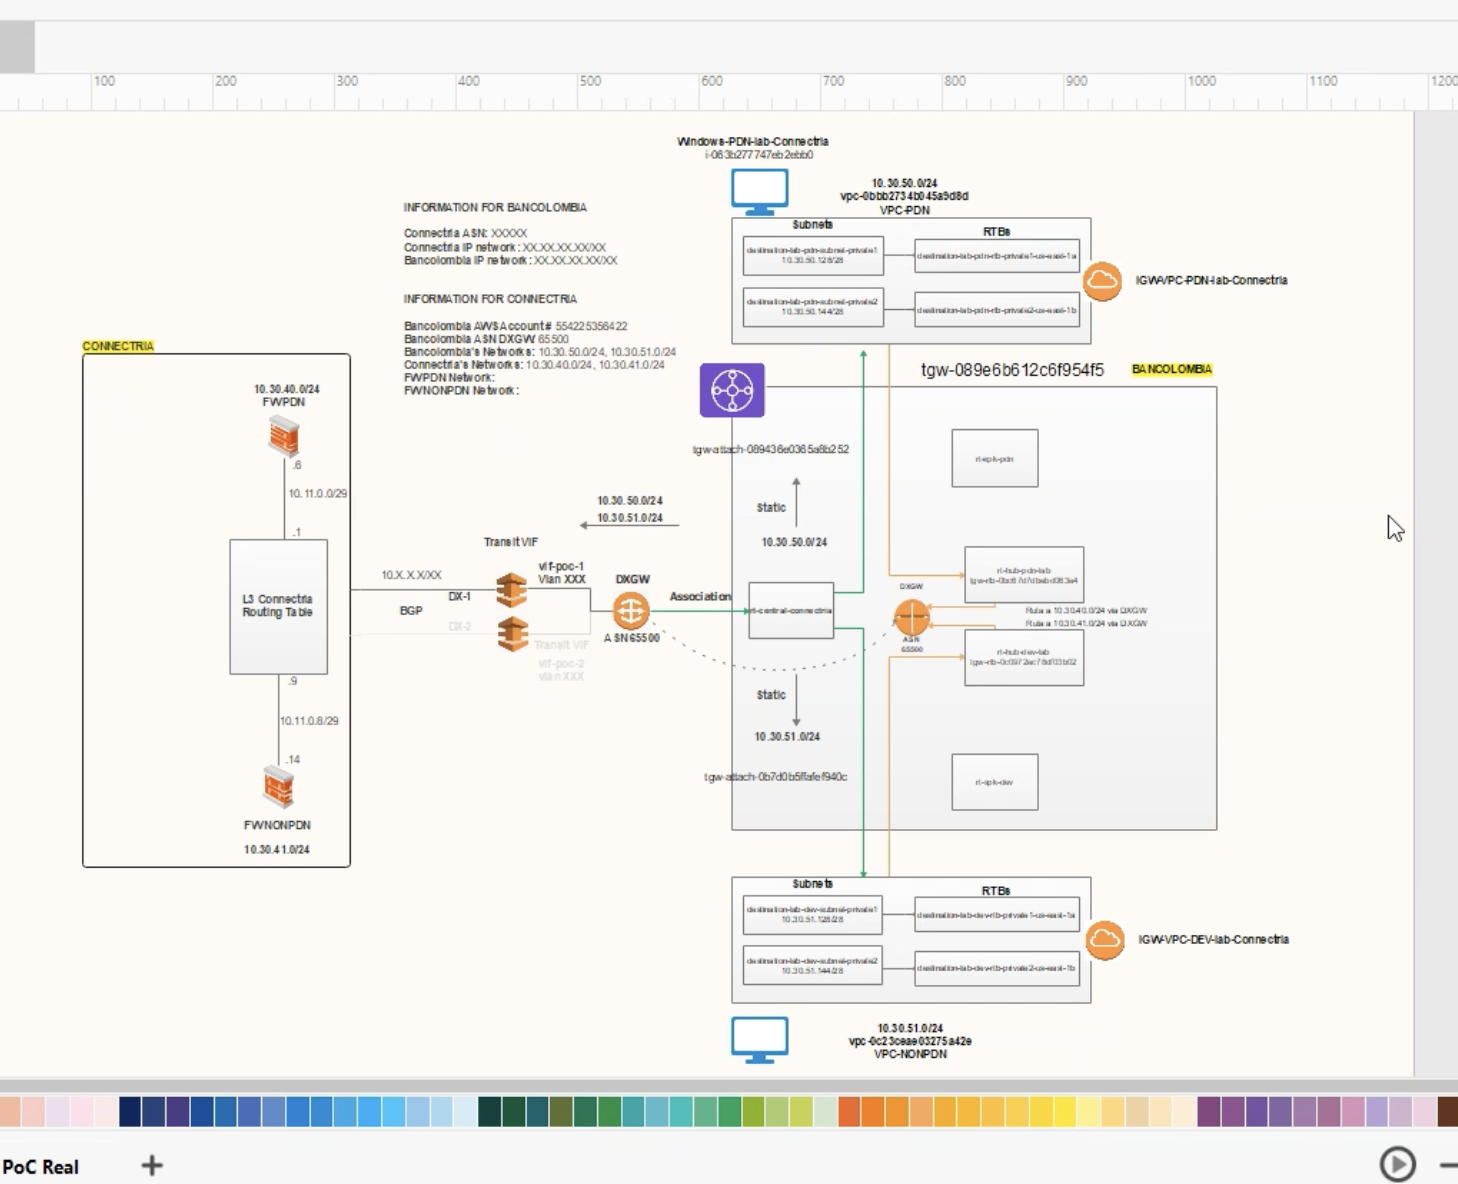 100 200 300 400 500 600 700 800 900 1000 1100 1200
Windows-PDN-lab-Connectria
i-063b277747eb2ebb0
10.30.50.0/24
vpc-0bbb2734b045a9d8d
VPC-PDN
Subnets
RTBs
destination-lab-pdn-subnet-private1
10.30.50.128/28
destination-lab-pdn-rtb-private1-us-east-1a
destination-lab-pdn-subnet-private2
10.30.50.144/28
destination-lab-pdn-rtb-private2-us-east-1b
IGW-VPC-PDN-lab-Connectria
INFORMATION FOR BANCOLOMBIA
Connectria ASN: XXXXX
Connectria IP network: XX.XX.XX.XX/XX
Bancolombia IP network: XX.XX.XX.XX/XX
INFORMATION FOR CONNECTRIA
Bancolombia AWS Account# 554225356422
Bancolombia ASN DXGW: 65500
Bancolombia's Networks: 10.30.50.0/24, 10.30.51.0/24
Connectria's Networks: 10.30.40.0/24, 10.30.41.0/24
FWPDN Network:
FWNONPDN Network:
CONNECTRIA
10.30.40.0/24
FWPDN
.6
10.11.0.0/29
.1
L3 Connectria
Routing Table
.9
10.11.0.8/29
.14
FWNONPDN
10.30.41.0/24
10.X.X.X/XX
BGP
DX-1
DX-2
Transit VIF
vif-poc-1
Vlan XXX
Transit VIF
vif-poc-2
vlan XXX
10.30.50.0/24
10.30.51.0/24
DXGW
ASN 65500
Association
tgw-089e6b612c6f954f5
BANCOLOMBIA
tgw-attach-089436e0365a8b252
Static
10.30.50.0/24
rt-central-connectria
Static
10.30.51.0/24
tgw-attach-0b7d0b5ffafef940c
rt-spk-pdn
rt-hub-pdn-lab
DXGW
ASN
65500
Ruta a 10.30.40.0/24 via DXGW
Ruta a 10.30.41.0/24 via DXGW
rt-hub-dev-lab
rt-spk-dev
Subnets
RTBs
destination-lab-dev-subnet-private1
10.30.51.128/28
destination-lab-dev-rtb-private1-us-east-1a
destination-lab-dev-subnet-private2
10.30.51.144/28
destination-lab-dev-rtb-private2-us-east-1b
IGW-VPC-DEV-lab-Connectria
10.30.51.0/24
vpc-0c23ceae03275a42e
VPC-NONPDN
PoC Real